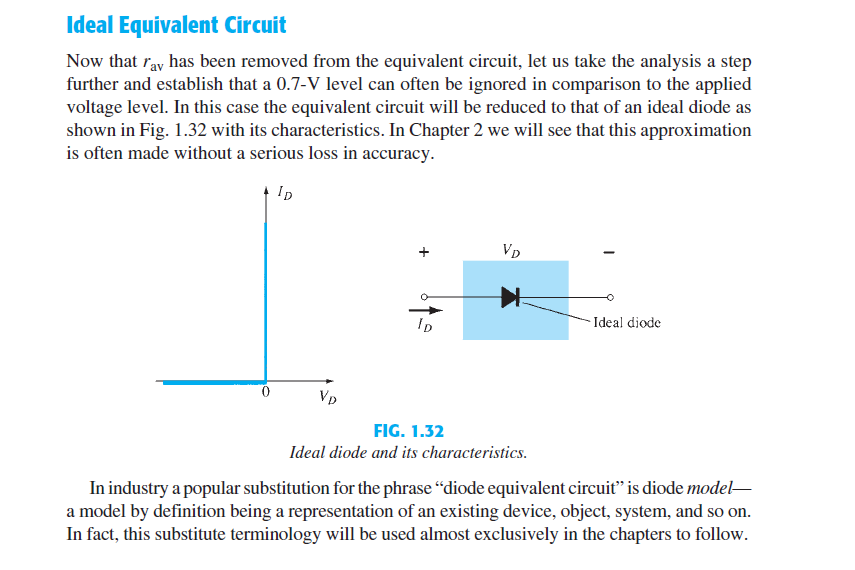 Ideal Equivalent Circuit
Now that r_av has been removed from the equivalent circuit, let us take the analysis a step
further and establish that a 0.7-V level can often be ignored in comparison to the applied
voltage level. In this case the equivalent circuit will be reduced to that of an ideal diode as
shown in Fig. 1.32 with its characteristics. In Chapter 2 we will see that this approximation
is often made without a serious loss in accuracy.
I_D
+ V_D −
I_D
Ideal diode
0
V_D
FIG. 1.32
Ideal diode and its characteristics.
In industry a popular substitution for the phrase “diode equivalent circuit” is diode model—
a model by definition being a representation of an existing device, object, system, and so on.
In fact, this substitute terminology will be used almost exclusively in the chapters to follow.